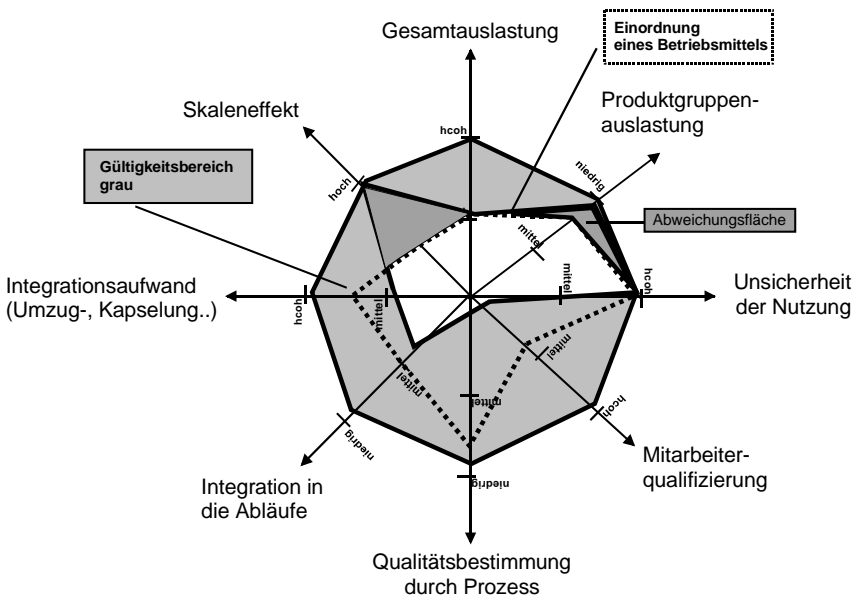 Gesamtauslastung
Einordnung
eines Betriebsmittels
Produktgruppen-
auslastung
Skaleneffekt
hcoh
niedrig
hoch
Gültigkeitsbereich
grau
Abweichungsfläche
mittel
Integrationsaufwand
(Umzug-, Kapselung..)
hcoh
mittel
mittel
hcoh
Unsicherheit
der Nutzung
mittel
mittel
mittel
hcoh
niedrig
niedrig
Mitarbeiter-
qualifizierung
Integration in
die Abläufe
Qualitätsbestimmung
durch Prozess